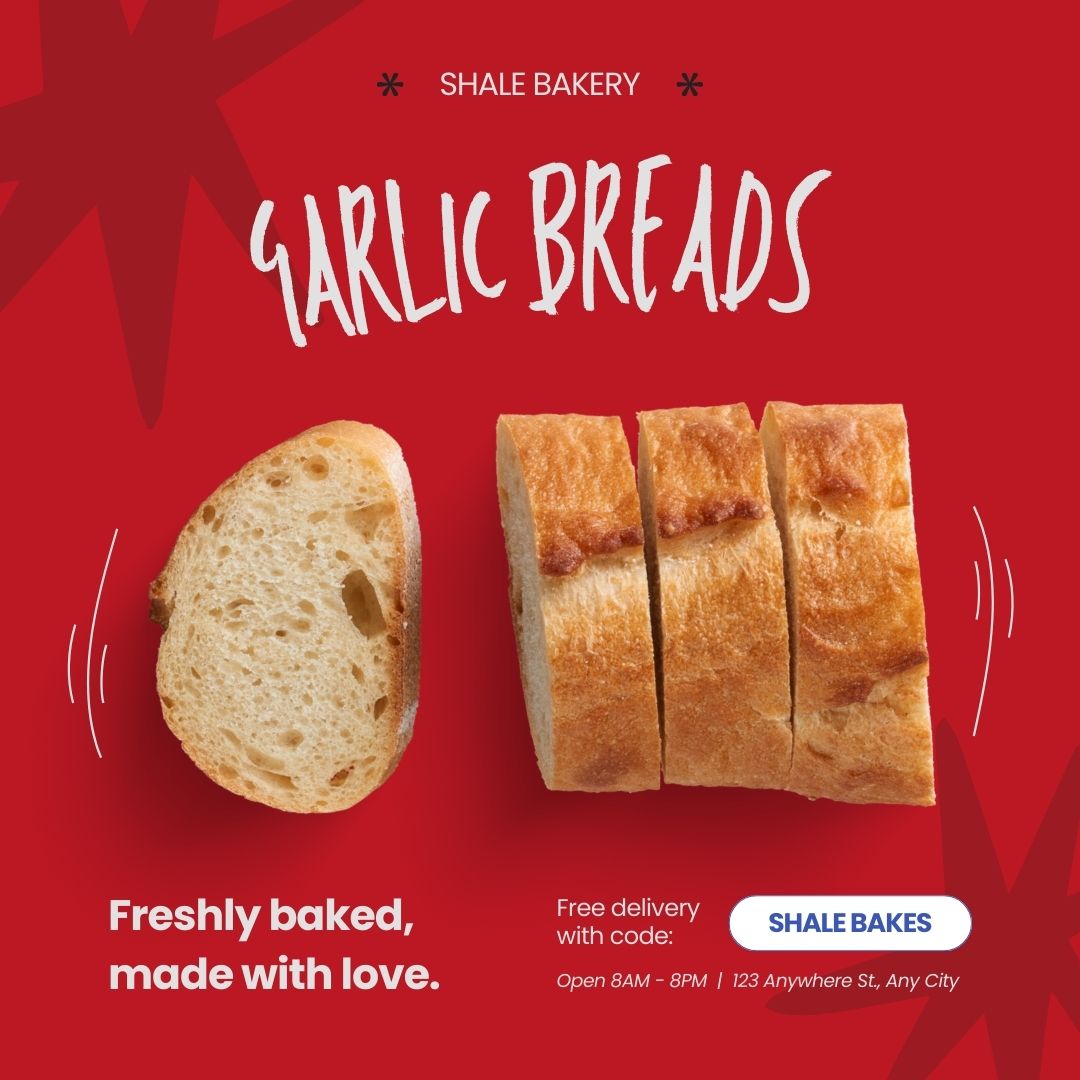 SHALE BAKERY
GARLIC BREADS
Freshly baked,
made with love.
Free delivery
with code:
SHALE BAKES
Open 8AM - 8PM | 123 Anywhere St., Any City